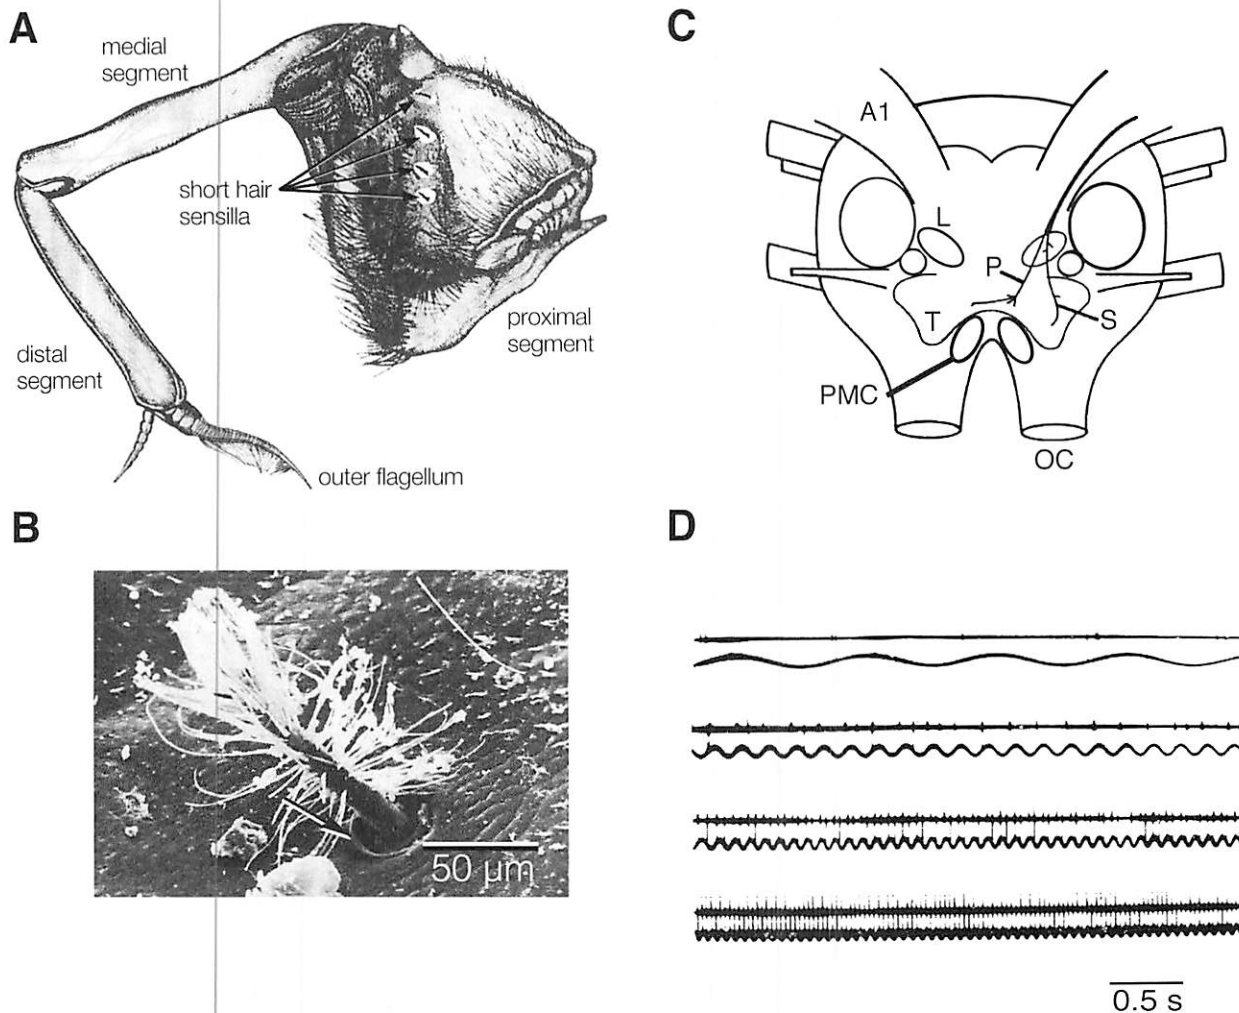 A
medial
segment
short hair
sensilla
proximal
segment
distal
segment
outer flagellum
B
50 µm
C
A1
L
P
T
S
PMC
OC
D
0.5 s